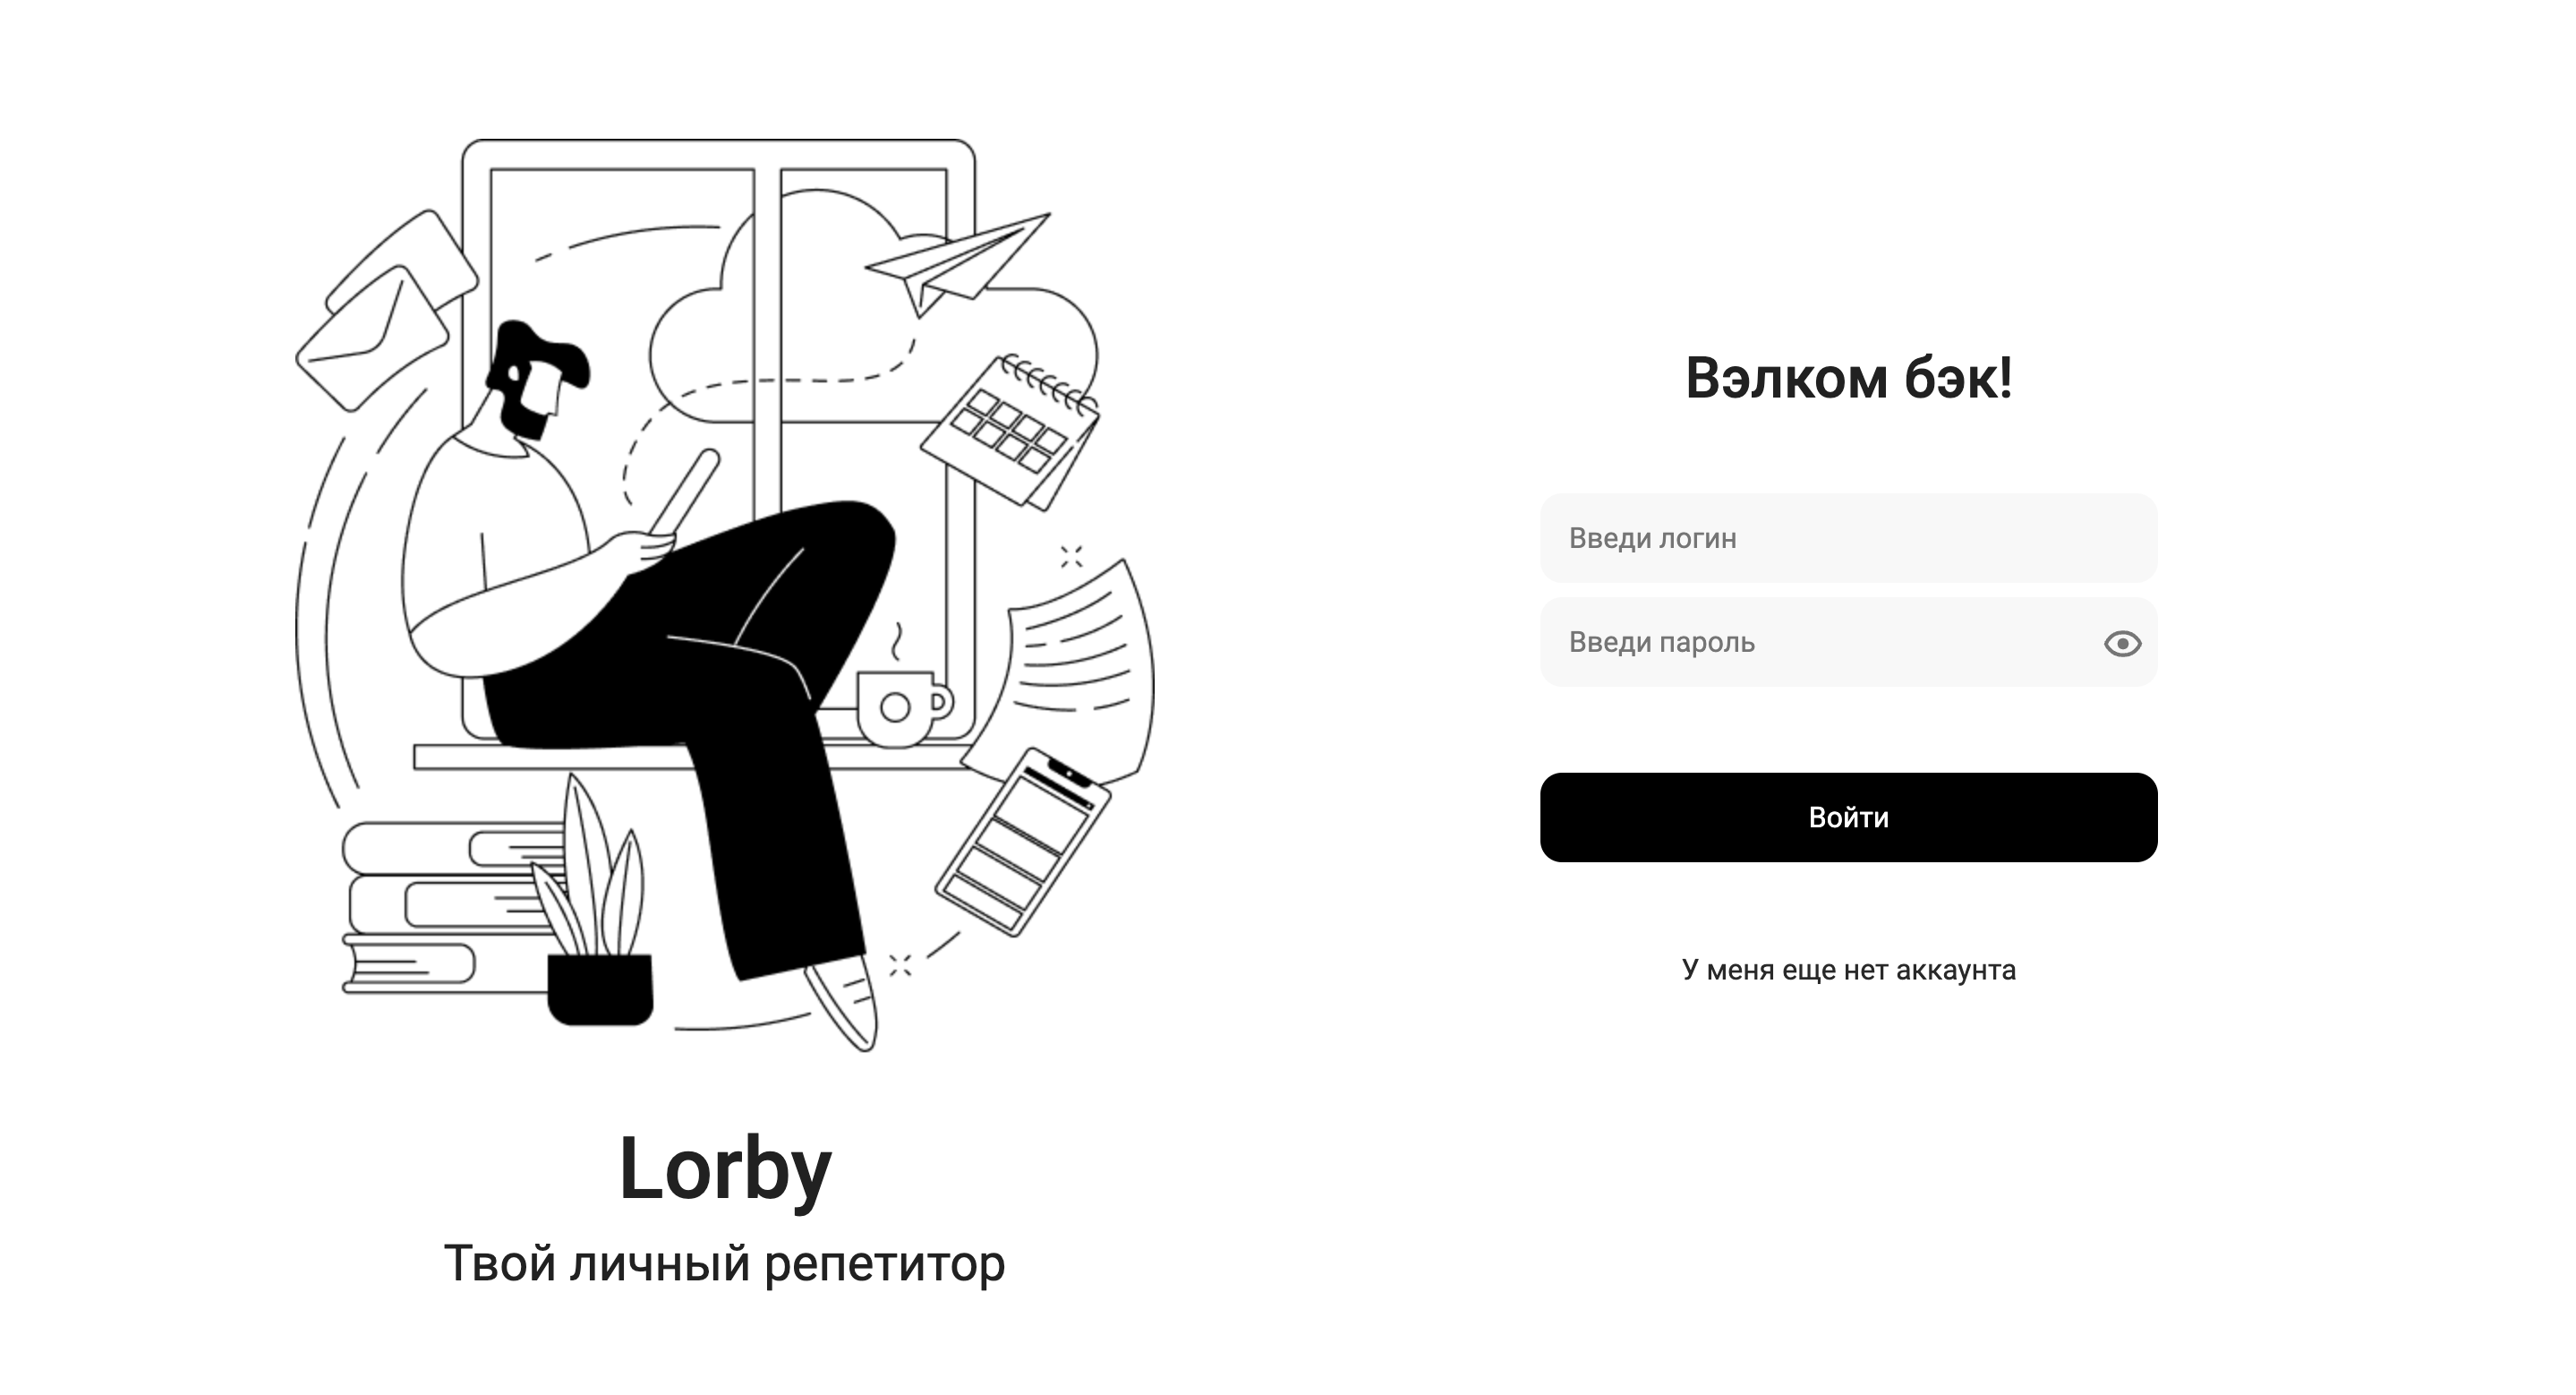 Lorby
Твой личный репетитор
Вэлком бэк!
Введи логин
Введи пароль
Войти
У меня еще нет аккаунта